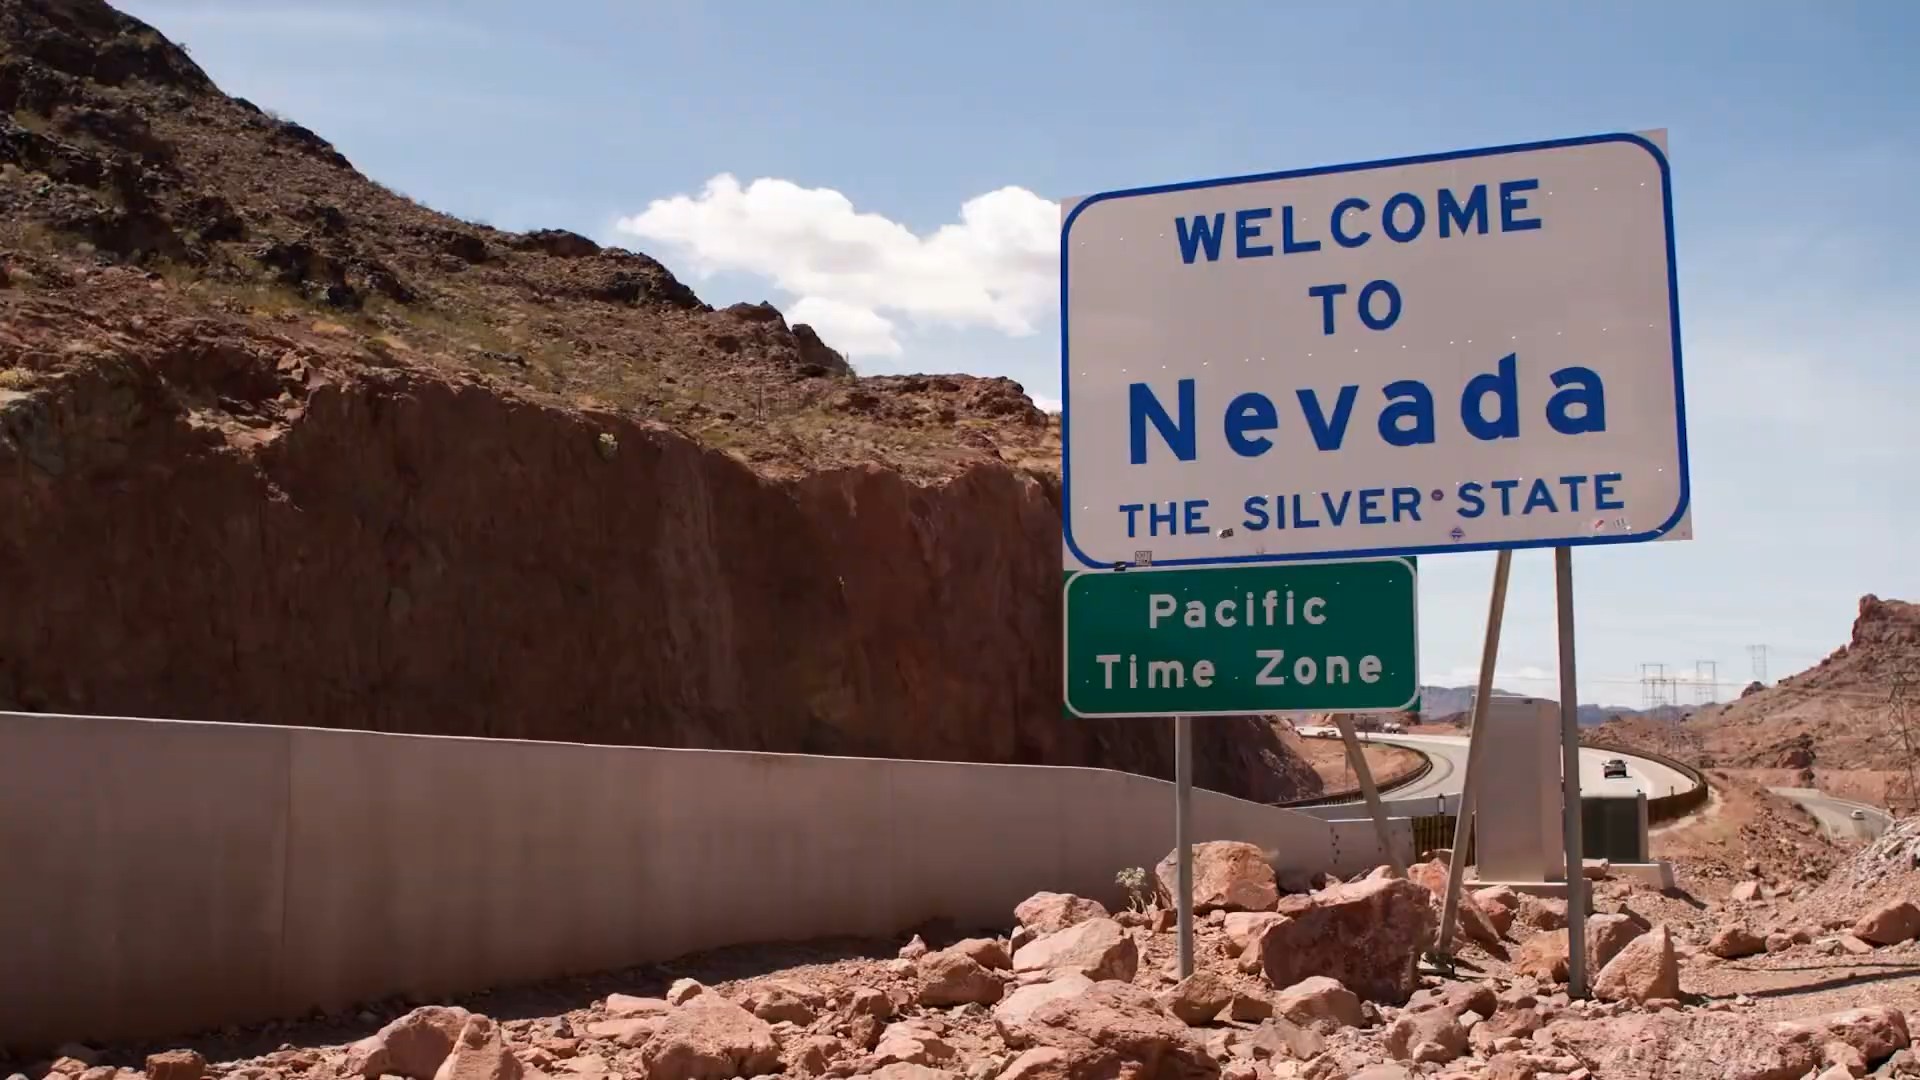 WELCOME
TO
Nevada
THE SILVER STATE
Pacific
Time Zone